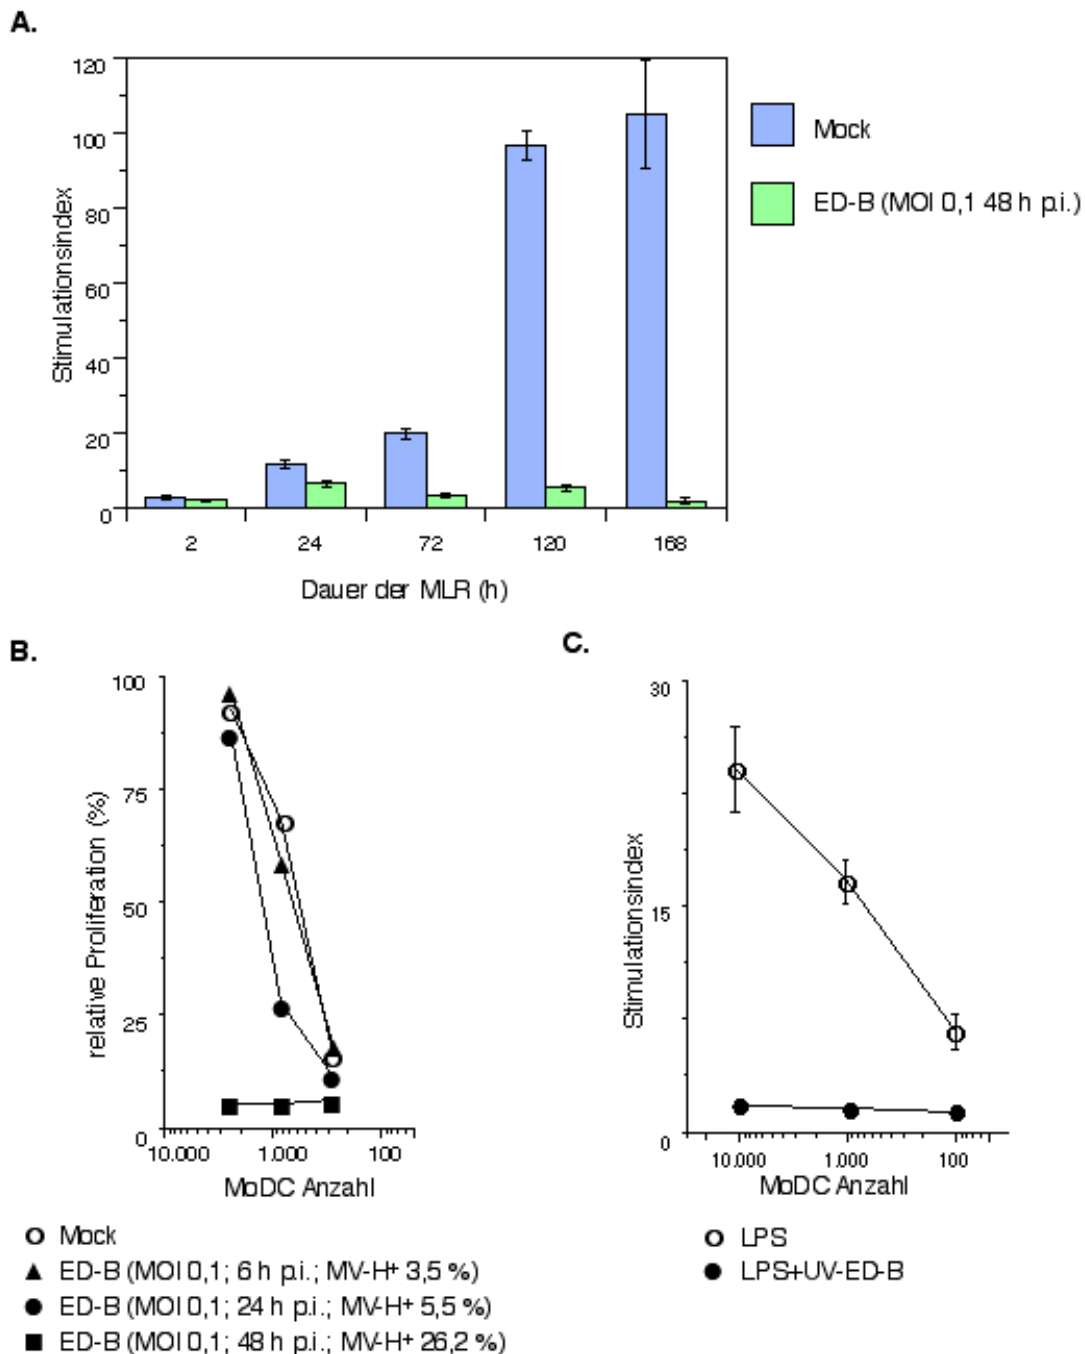 A.
120
100
80
60
40
20
0
Stimulationsindex
2 24 72 120 168
Dauer der MLR (h)
Mock
ED-B (MOI 0,1 48 h p.i.)
B.
100
75
50
25
0
relative Proliferation (%)
10.000 1.000 100
MoDC Anzahl
Mock
ED-B (MOI 0,1; 6 h p.i.; MV-H+ 3,5 %)
ED-B (MOI 0,1; 24 h p.i.; MV-H+ 5,5 %)
ED-B (MOI 0,1; 48 h p.i.; MV-H+ 26,2 %)
C.
30
15
0
Stimulationsindex
10.000 1.000 100
MoDC Anzahl
LPS
LPS+UV-ED-B